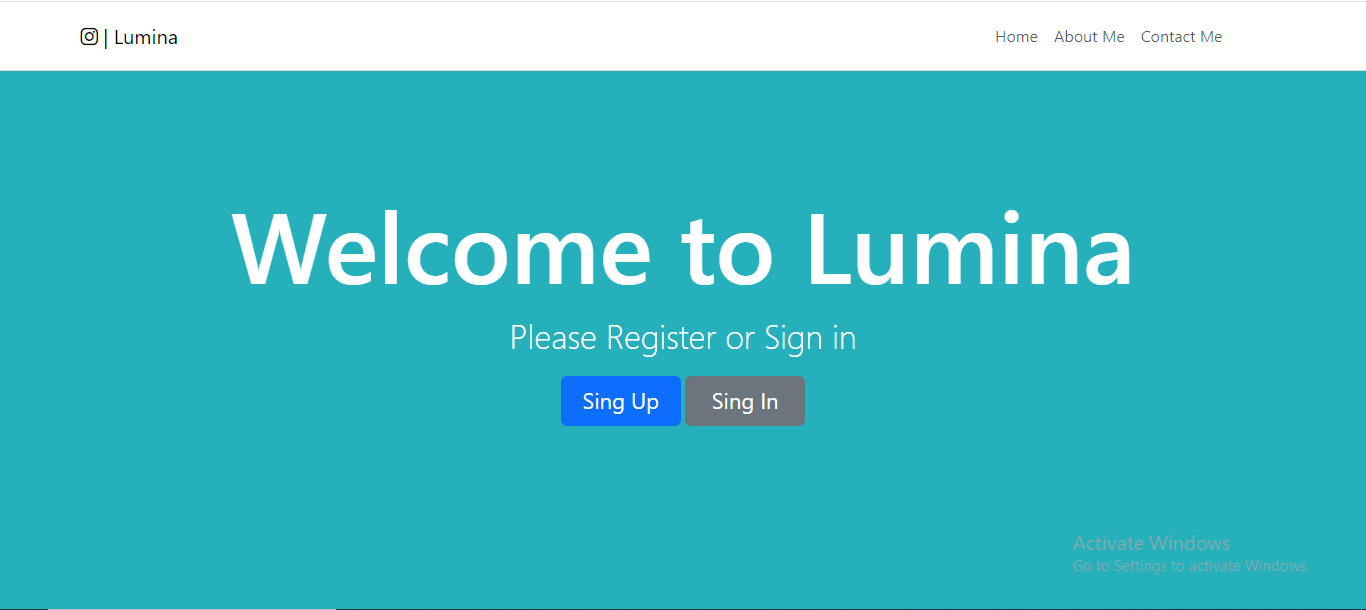 | Lumina
Home About Me Contact Me
Welcome to Lumina
Please Register or Sign in
Sing Up Sing In
Activate Windows
Go to Settings to activate Windows.